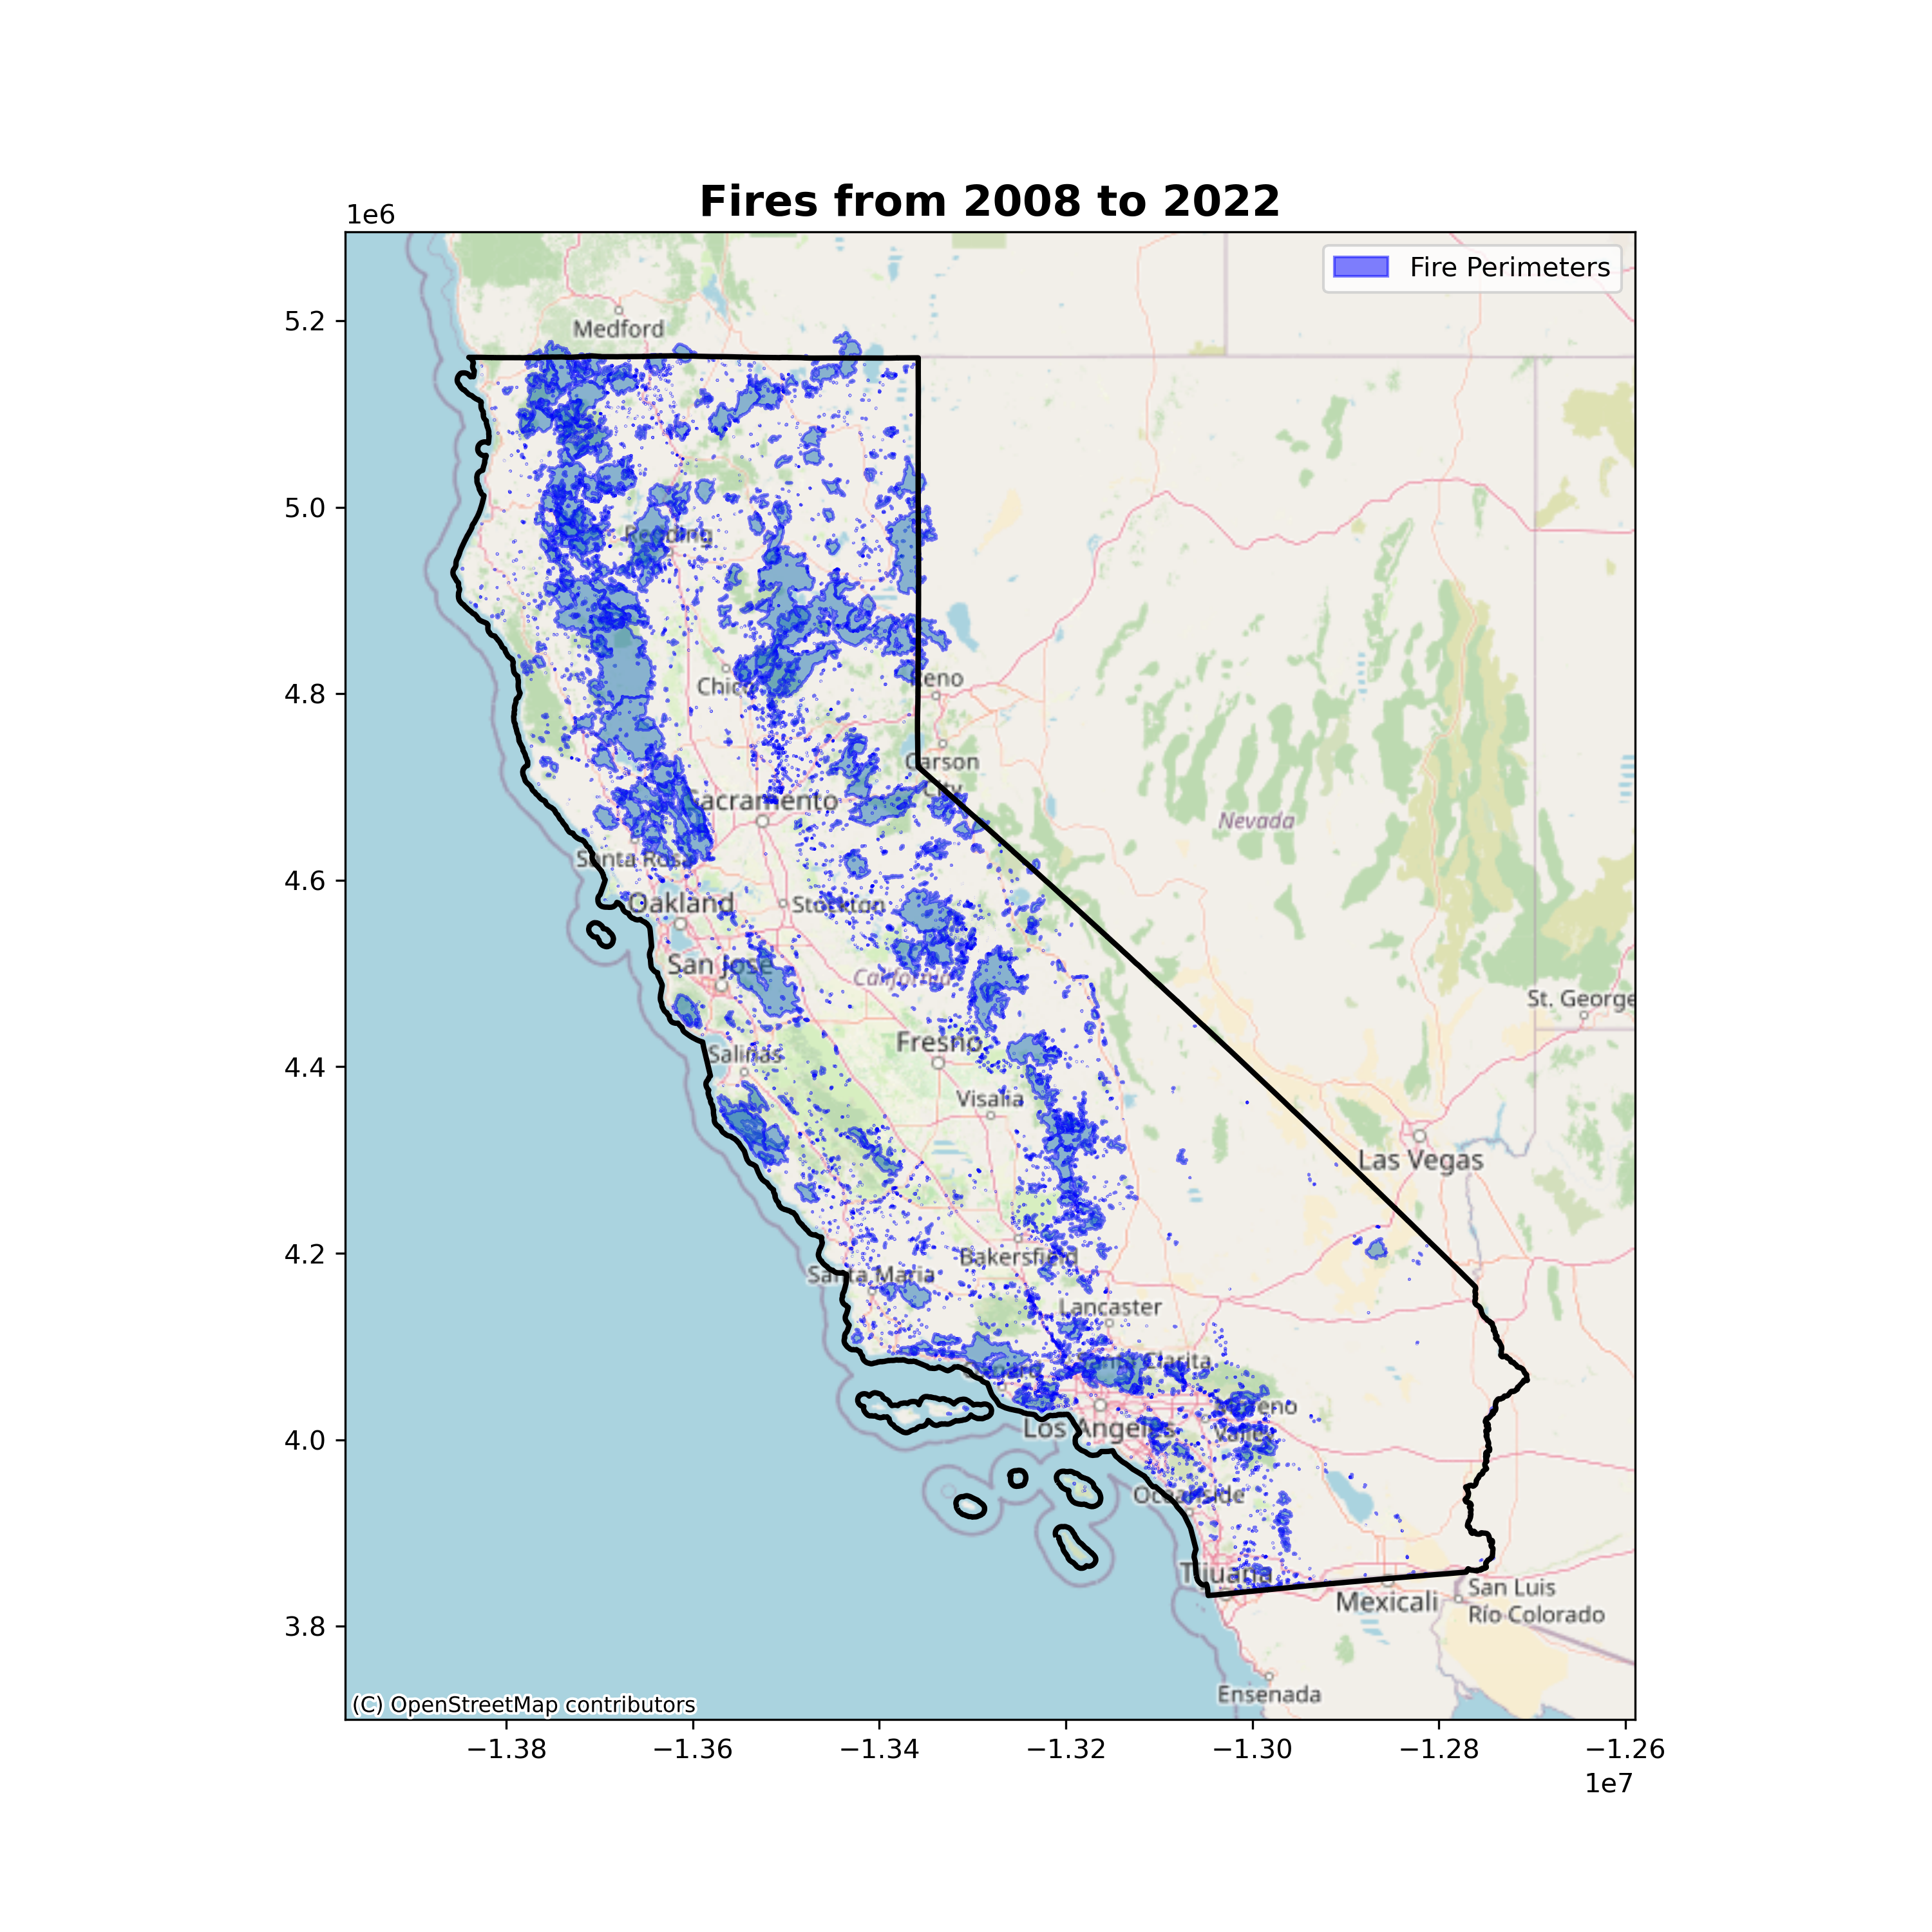 Fires from 2008 to 2022
1e6
Fire Perimeters
5.2
5.0
4.8
4.6
4.4
4.2
4.0
3.8
Medford
Redding
Chico
Reno
Carson
City
Sacramento
Nevada
Santa Rosa
Oakland
Stockton
San Jose
California
St. George
Fresno
Salinas
Visalia
Las Vegas
Bakersfield
Santa Maria
Lancaster
Santa Clarita
Oxnard
Moreno
Valley
Los Angeles
Oceanside
Tijuana
Mexicali
San Luis
Río Colorado
Ensenada
(C) OpenStreetMap contributors
−1.38
−1.36
−1.34
−1.32
−1.30
−1.28
−1.26
1e7